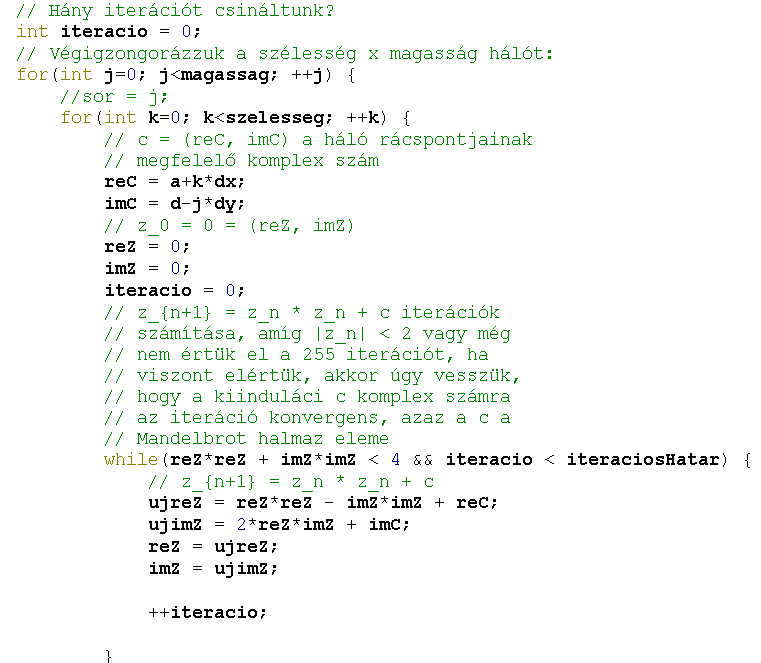 // Hány iterációt csináltunk?
int iteracio = 0;
// Végigzongorázzuk a szélesség x magasság hálót:
for(int j=0; j<magassag; ++j) {
//sor = j;
for(int k=0; k<szelesseg; ++k) {
// c = (reC, imC) a háló rácspontjainak
// megfelelő komplex szám
reC = a+k*dx;
imC = d-j*dy;
// z_0 = 0 = (reZ, imZ)
reZ = 0;
imZ = 0;
iteracio = 0;
// z_{n+1} = z_n * z_n + c iterációk
// számítása, amíg |z_n| < 2 vagy még
// nem értük el a 255 iterációt, ha
// viszont elértük, akkor úgy vesszük,
// hogy a kiinduláci c komplex számra
// az iteráció konvergens, azaz a c a
// Mandelbrot halmaz eleme
while(reZ*reZ + imZ*imZ < 4 && iteracio < iteraciosHatar) {
// z_{n+1} = z_n * z_n + c
ujreZ = reZ*reZ - imZ*imZ + reC;
ujimZ = 2*reZ*imZ + imC;
reZ = ujreZ;
imZ = ujimZ;
++iteracio;
}